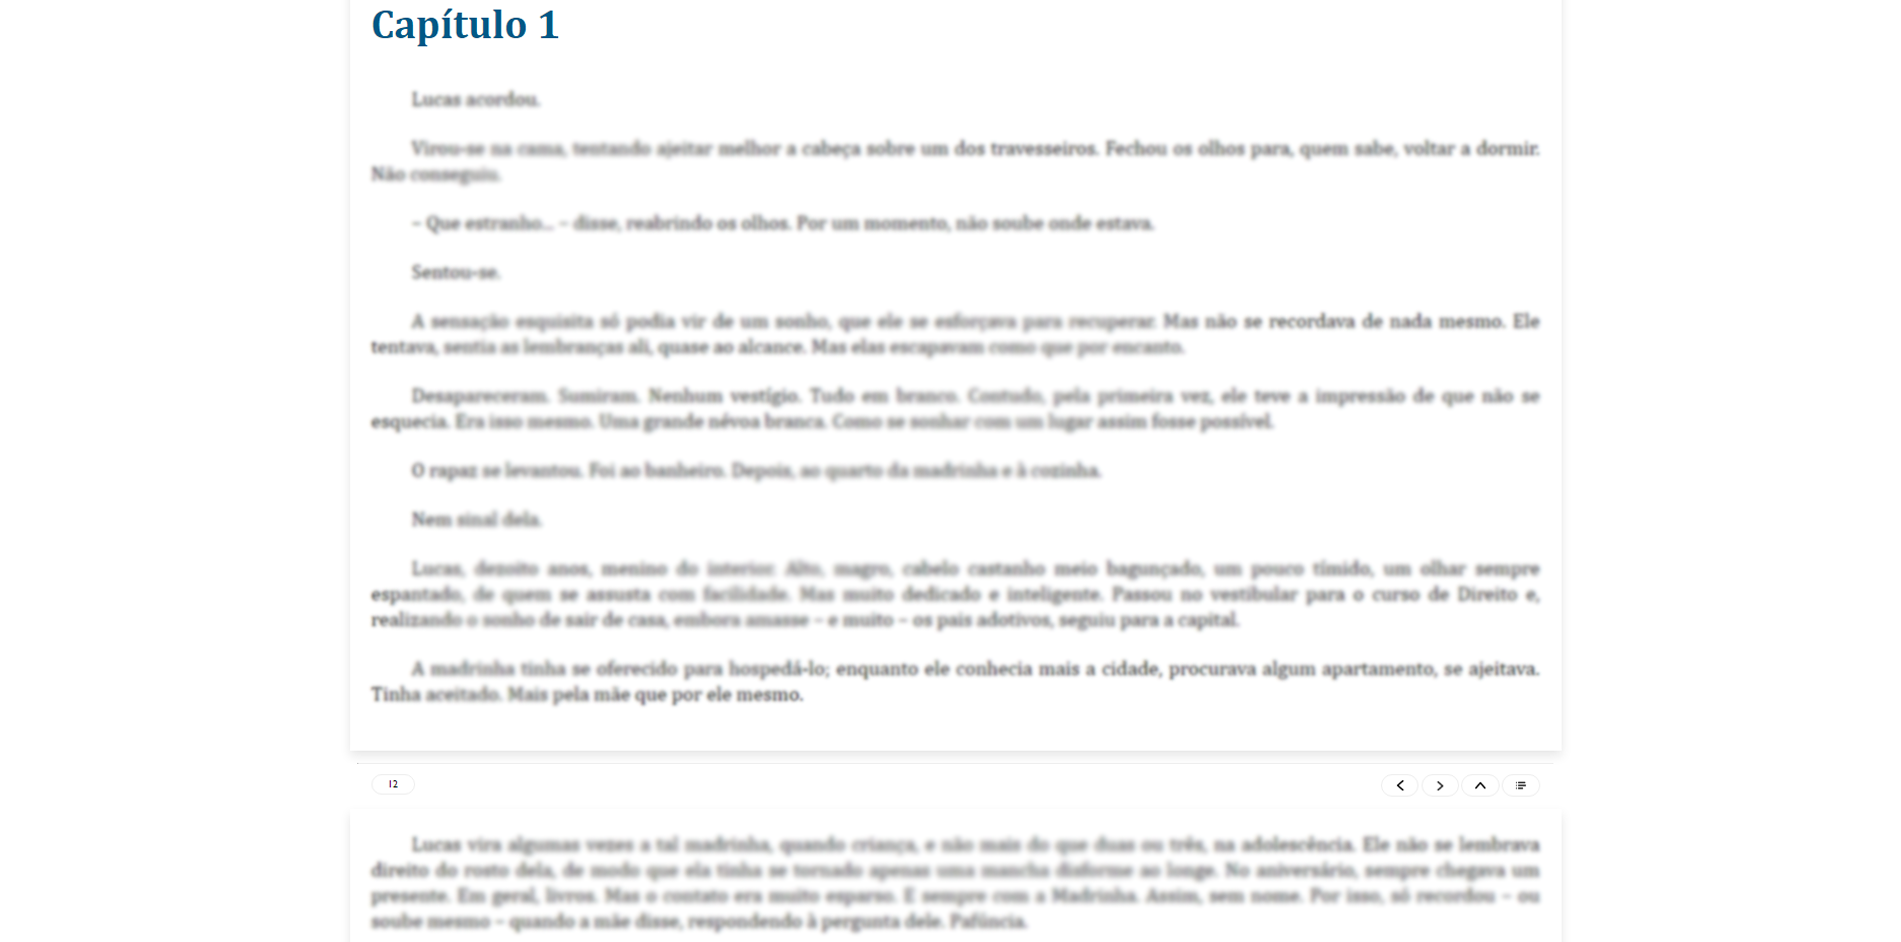 Capítulo 1
Lucas acordou.
Virou-se na cama, tentando ajeitar melhor a cabeça sobre um dos travesseiros. Fechou os olhos para, quem sabe, voltar a dormir.
Não conseguiu.
– Que estranho... – disse, reabrindo os olhos. Por um momento, não soube onde estava.
Sentou-se.
A sensação esquisita só podia vir de um sonho, que ele se esforçava para recuperar. Mas não se recordava de nada mesmo. Ele
tentava, sentia as lembranças ali, quase ao alcance. Mas elas escapavam como que por encanto.
Desapareceram. Sumiram. Nenhum vestígio. Tudo em branco. Contudo, pela primeira vez, ele teve a impressão de que não se
esquecia. Era isso mesmo. Uma grande névoa branca. Como se sonhar com um lugar assim fosse possível.
O rapaz se levantou. Foi ao banheiro. Depois, ao quarto da madrinha e à cozinha.
Nem sinal dela.
Lucas, dezoito anos, menino do interior. Alto, magro, cabelo castanho meio bagunçado, um pouco tímido, um olhar sempre
espantado, de quem se assusta com facilidade. Mas muito dedicado e inteligente. Passou no vestibular para o curso de Direito e,
realizando o sonho de sair de casa, embora amasse – e muito – os pais adotivos, seguiu para a capital.
A madrinha tinha se oferecido para hospedá-lo; enquanto ele conhecia mais a cidade, procurava algum apartamento, se ajeitava.
Tinha aceitado. Mais pela mãe que por ele mesmo.
12
Lucas vira algumas vezes a tal madrinha, quando criança, e não mais do que duas ou três, na adolescência. Ele não se lembrava
direito do rosto dela, de modo que ela tinha se tornado apenas uma mancha disforme ao longe. No aniversário, sempre chegava um
presente. Em geral, livros. Mas o contato era muito esparso. E sempre com a Madrinha. Assim, sem nome. Por isso, só recordou – ou
soube mesmo – quando a mãe disse, respondendo à pergunta dele. Pafúncia.